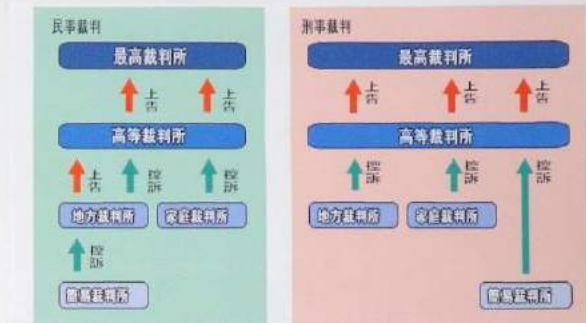 民事裁判
最高裁判所
上告
上告
高等裁判所
上告
控訴
控訴
地方裁判所
家庭裁判所
控訴
簡易裁判所
刑事裁判
最高裁判所
上告
上告
上告
高等裁判所
控訴
控訴
控訴
地方裁判所
家庭裁判所
簡易裁判所